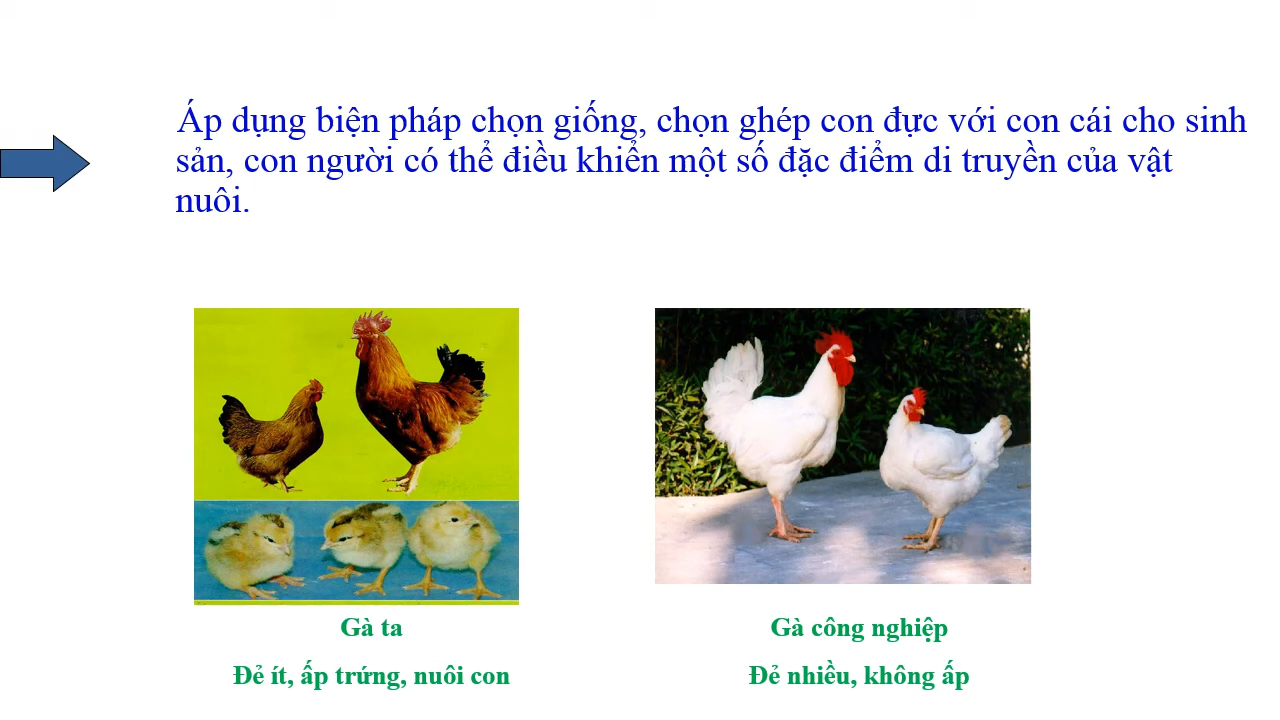 Áp dụng biện pháp chọn giống, chọn ghép con đực với con cái cho sinh
sản, con người có thể điều khiển một số đặc điểm di truyền của vật
nuôi.
Gà ta
Đẻ ít, ấp trứng, nuôi con
Gà công nghiệp
Đẻ nhiều, không ấp